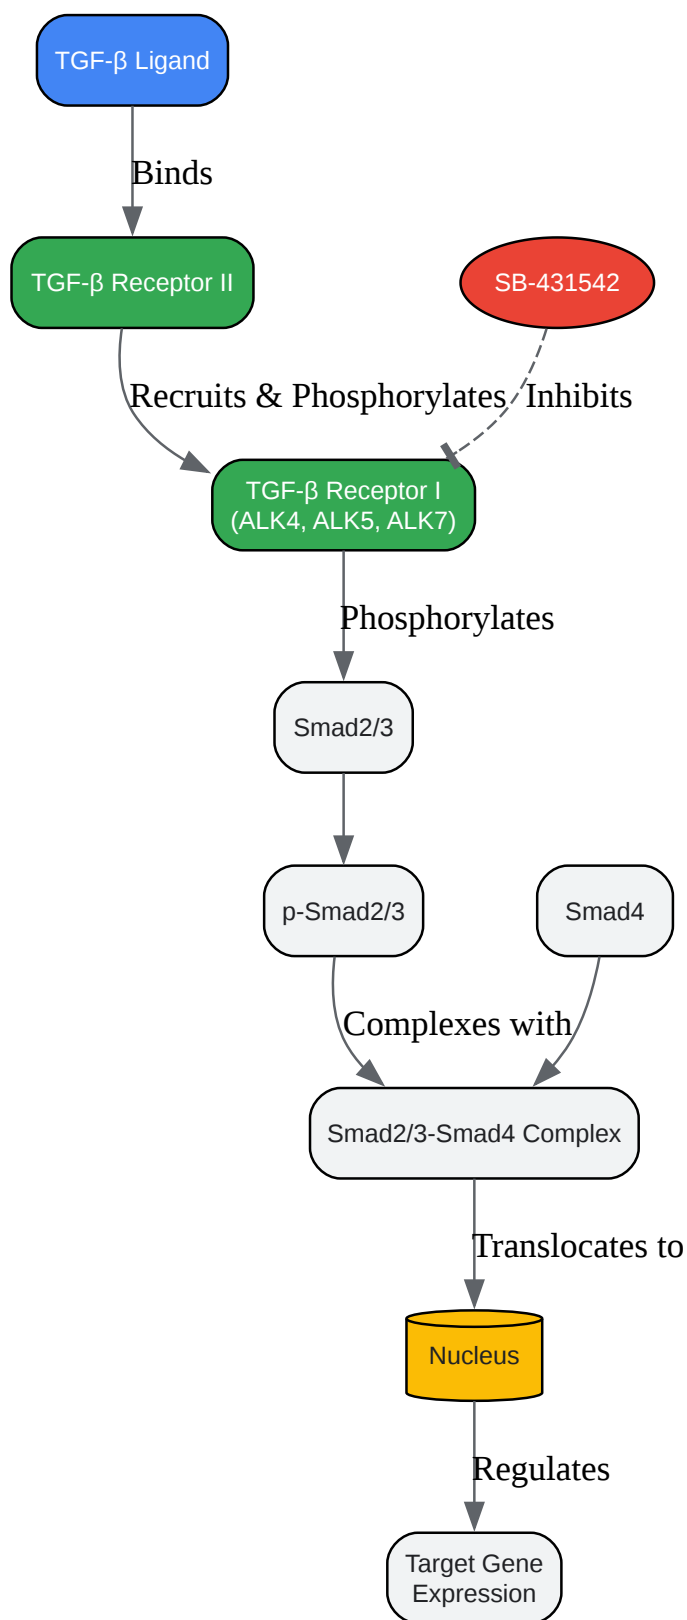 TGF-β Ligand
Binds
TGF-β Receptor II
SB-431542
Recruits & Phosphorylates
Inhibits
TGF-β Receptor I
(ALK4, ALK5, ALK7)
Phosphorylates
Smad2/3
p-Smad2/3
Smad4
Complexes with
Smad2/3-Smad4 Complex
Translocates to
Nucleus
Regulates
Target Gene
Expression